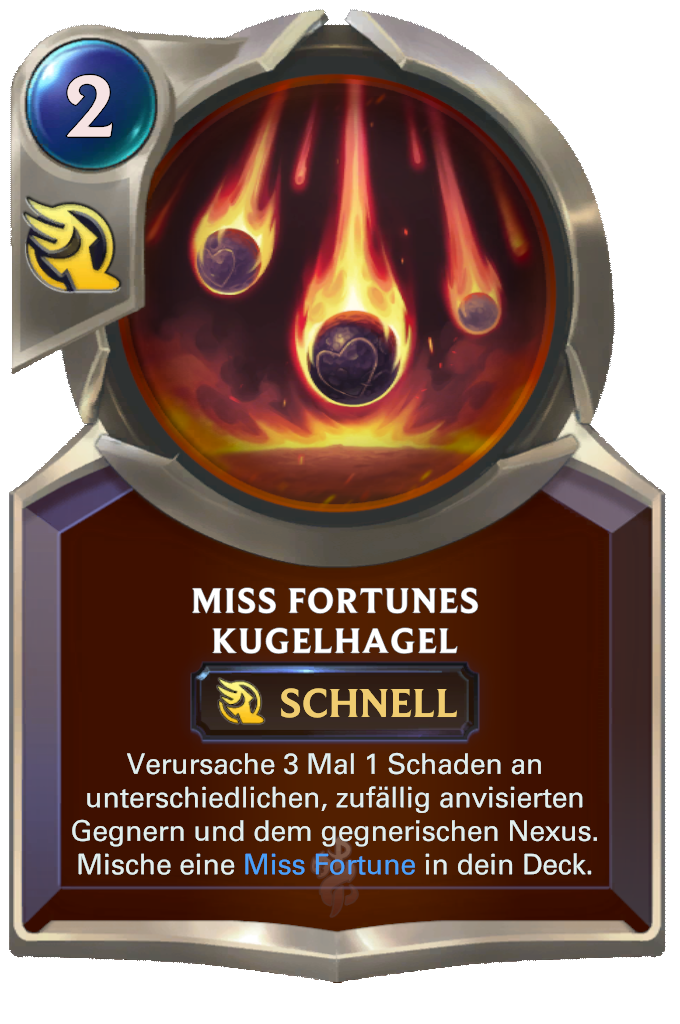 2
MISS FORTUNES
KUGELHAGEL
SCHNELL
Verursache 3 Mal 1 Schaden an
unterschiedlichen, zufällig anvisierten
Gegnern und dem gegnerischen Nexus.
Mische eine Miss Fortune in dein Deck.